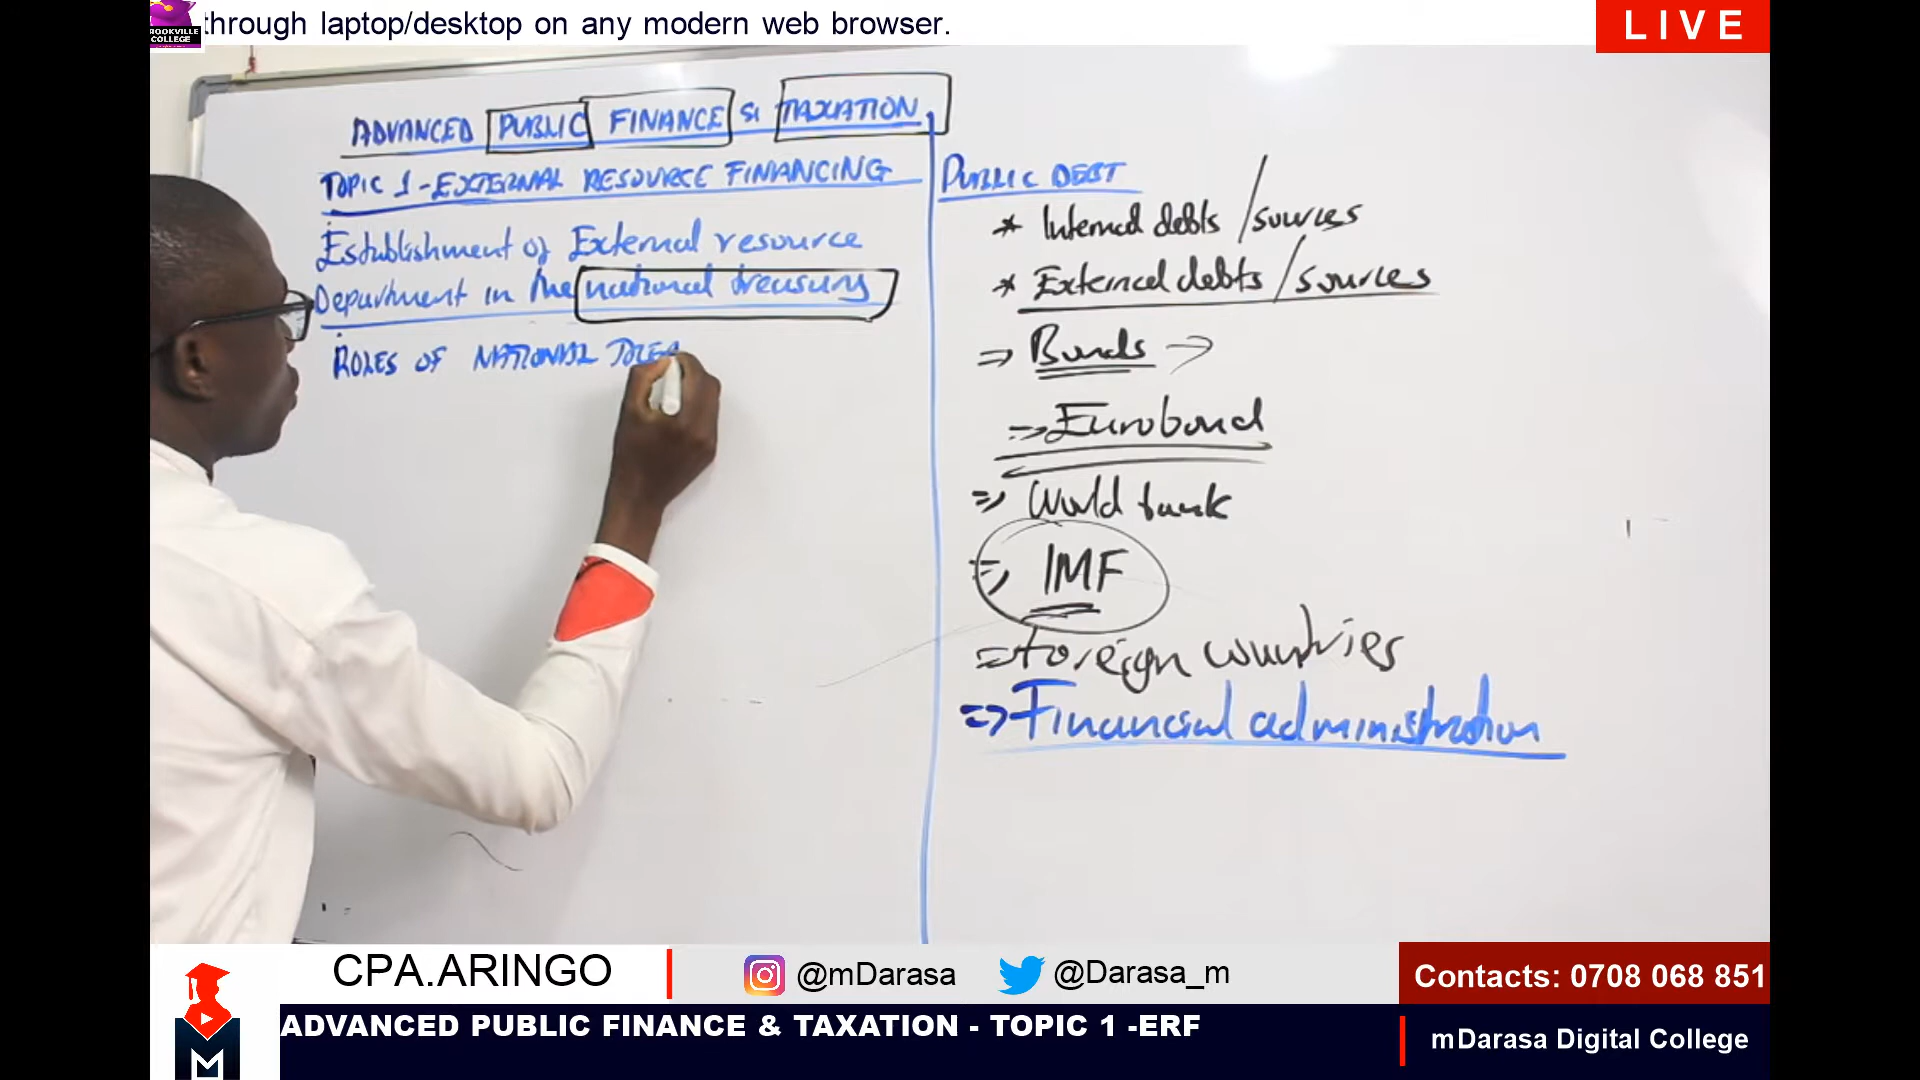 through laptop/desktop on any modern web browser.
LIVE
BROOKVILLE
COLLEGE
ADVANCED PUBLIC FINANCE & TAXATION
TOPIC 1 - EXTERNAL RESOURCE FINANCING
Establishment of External resource
Department in the national treasury
ROLES OF NATIONAL TREA
PUBLIC DEBT
* Internal debts / sources
* External debts / sources
⇒ Bonds →
⇒ Eurobond
⇒ World bank
⇒ IMF
⇒ foreign countries
⇒ Financial administration
CPA.ARINGO
@mDarasa
@Darasa_m
Contacts: 0708 068 851
M
ADVANCED PUBLIC FINANCE & TAXATION - TOPIC 1 -ERF
mDarasa Digital College